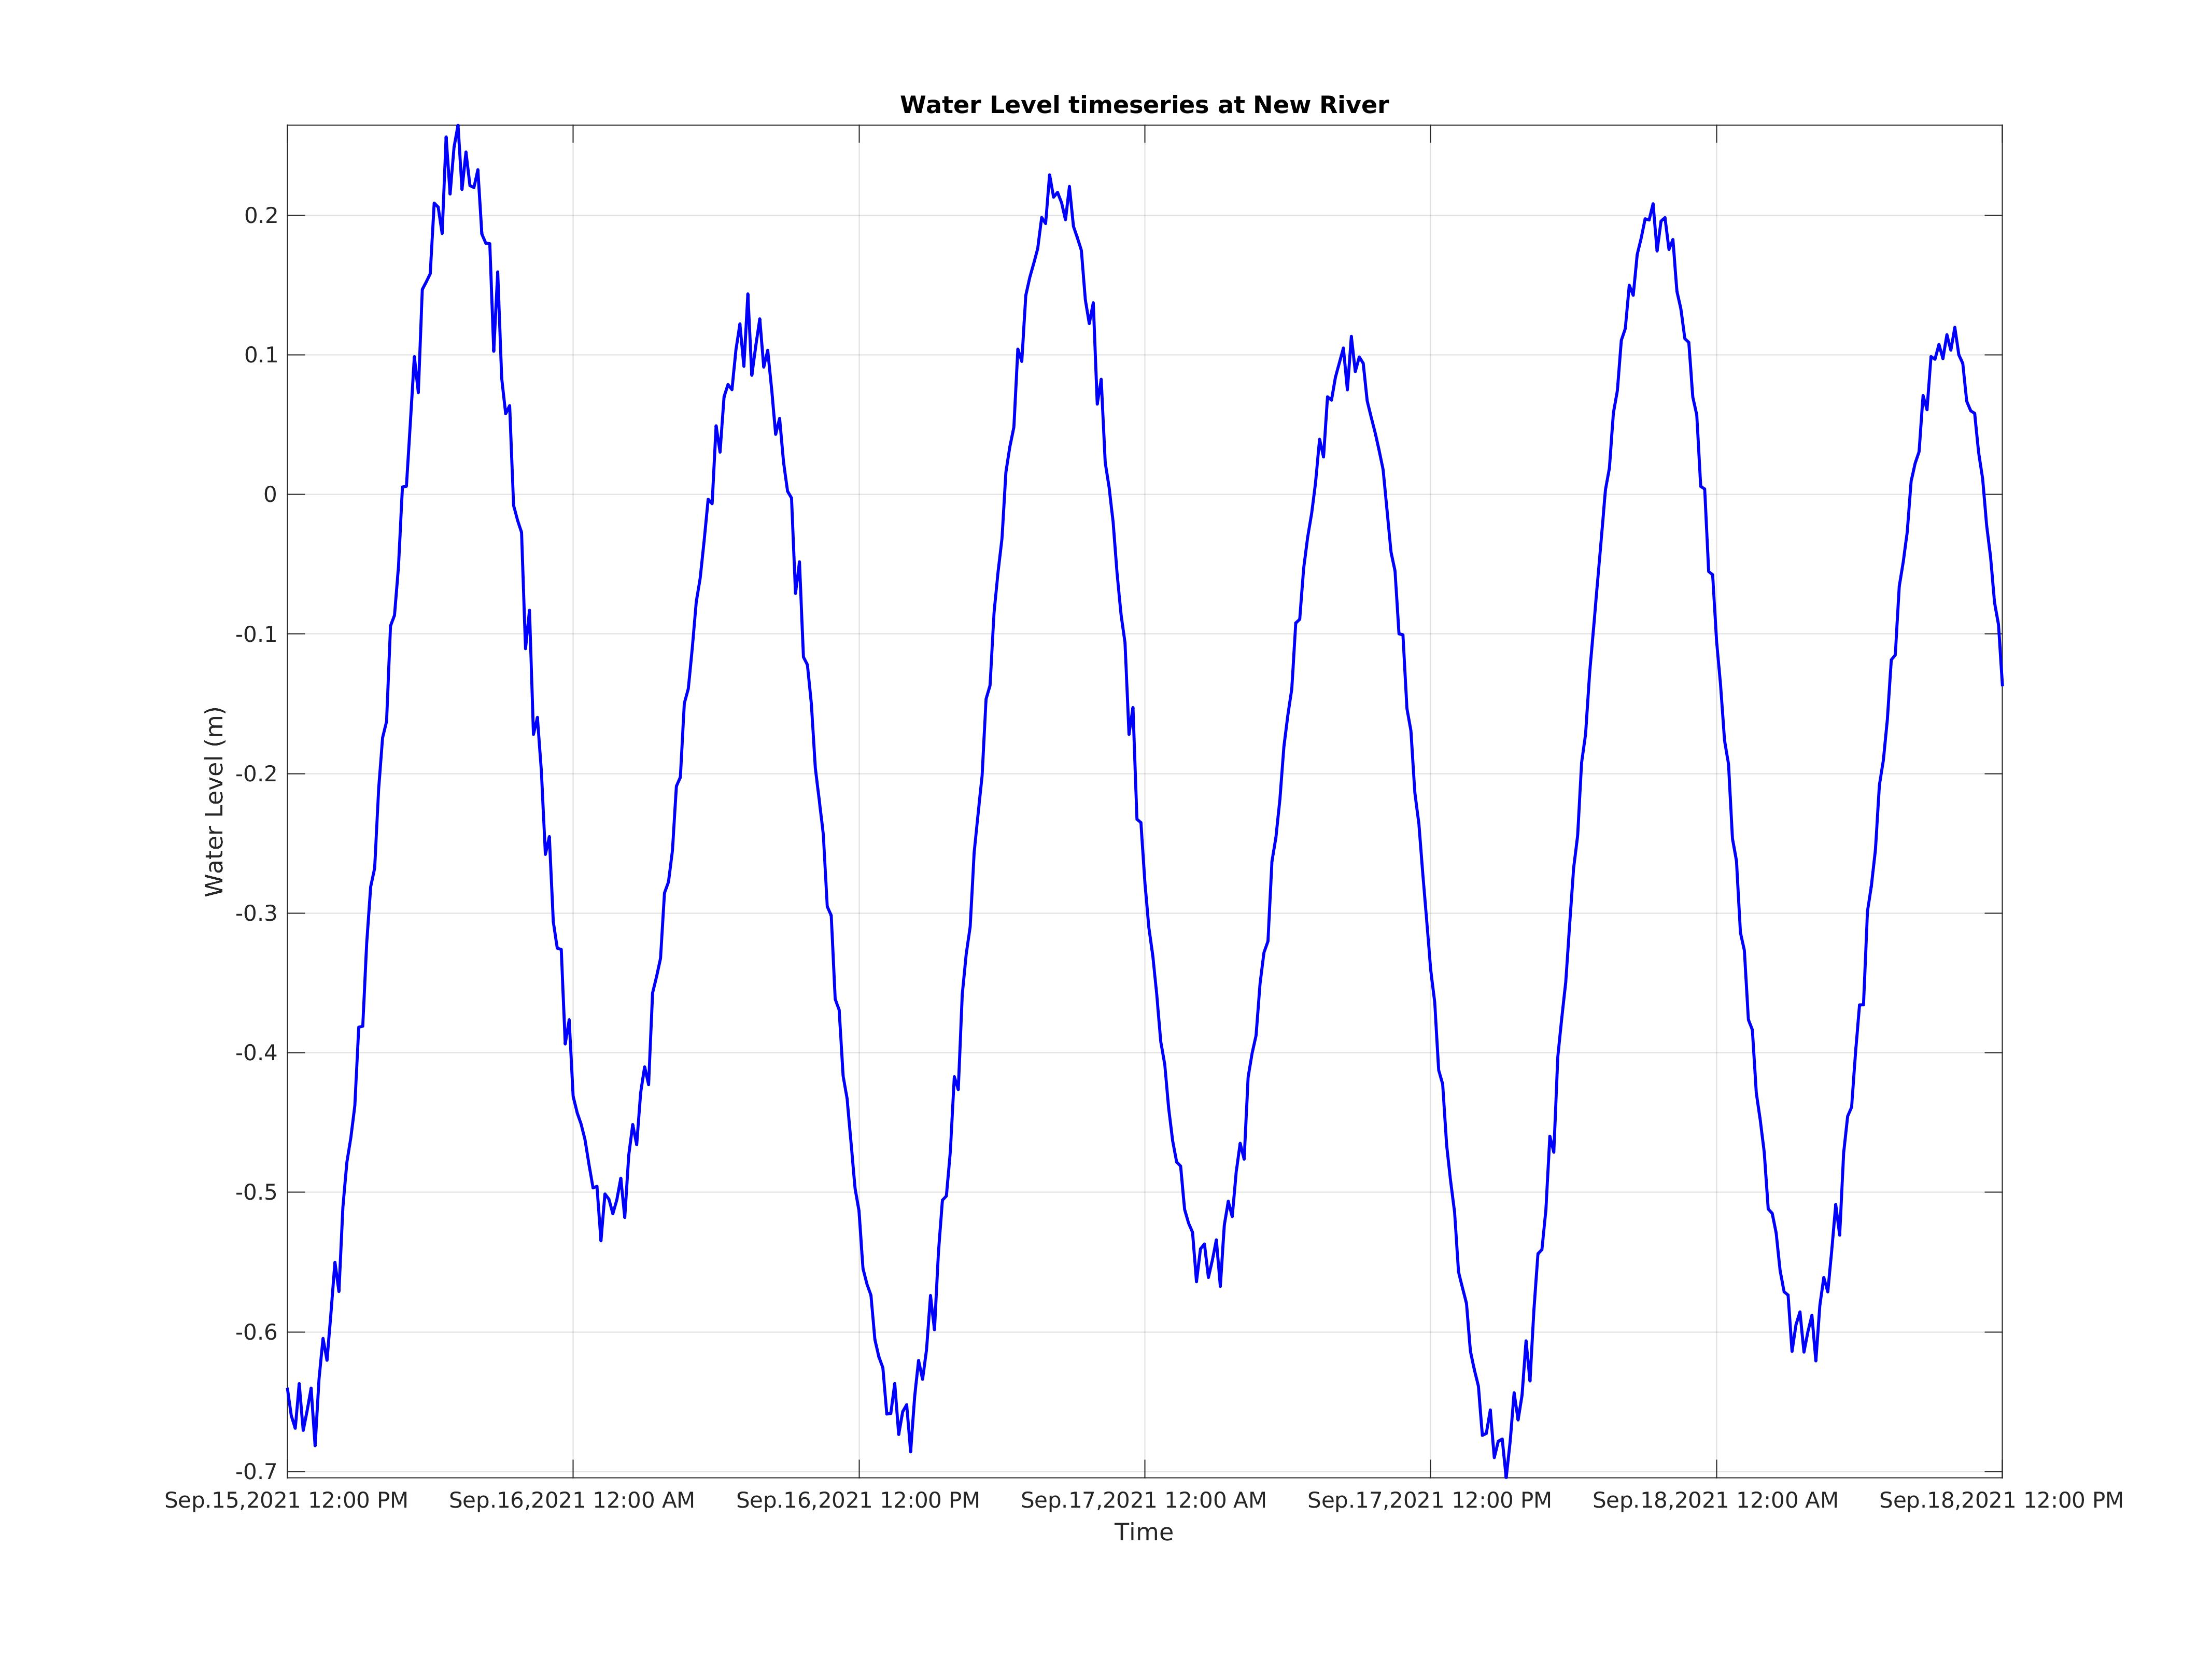 Water Level timeseries at New River
Water Level (m)
0.2
0.1
0
-0.1
-0.2
-0.3
-0.4
-0.5
-0.6
-0.7
Sep.15,2021 12:00 PM
Sep.16,2021 12:00 AM
Sep.16,2021 12:00 PM
Sep.17,2021 12:00 AM
Sep.17,2021 12:00 PM
Sep.18,2021 12:00 AM
Sep.18,2021 12:00 PM
Time